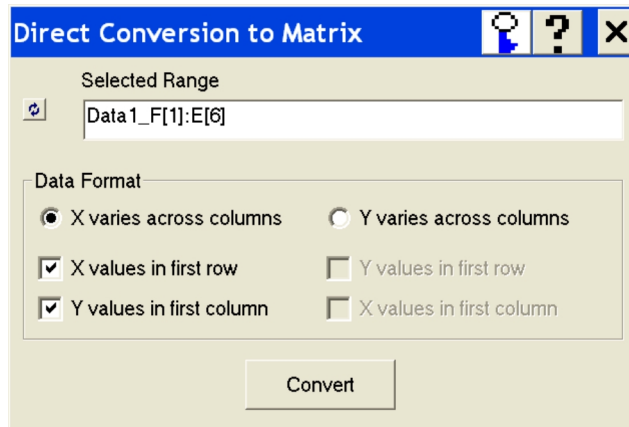 Direct Conversion to Matrix
Selected Range
Data1_F[1]:E[6]
Data Format
X varies across columns
Y varies across columns
X values in first row
Y values in first row
Y values in first column
X values in first column
Convert